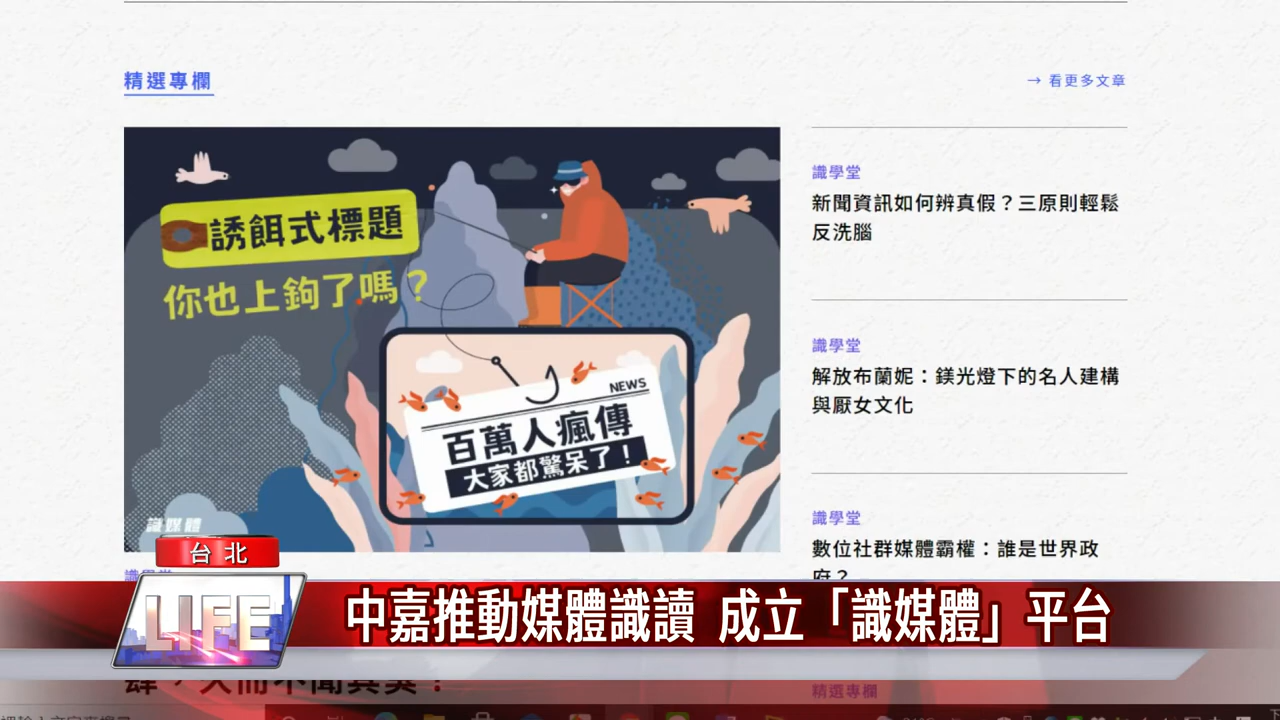 精選專欄
→ 看更多文章
誘餌式標題
你也上鉤了嗎？
NEWS
百萬人瘋傳
大家都驚呆了！
識媒體
識學堂
新聞資訊如何辨真假？三原則輕鬆
反洗腦
識學堂
解放布蘭妮：鎂光燈下的名人建構
與厭女文化
識學堂
數位社群媒體霸權：誰是世界政
府？
台北
LIFE
中嘉推動媒體識讀 成立「識媒體」平台
精選專欄